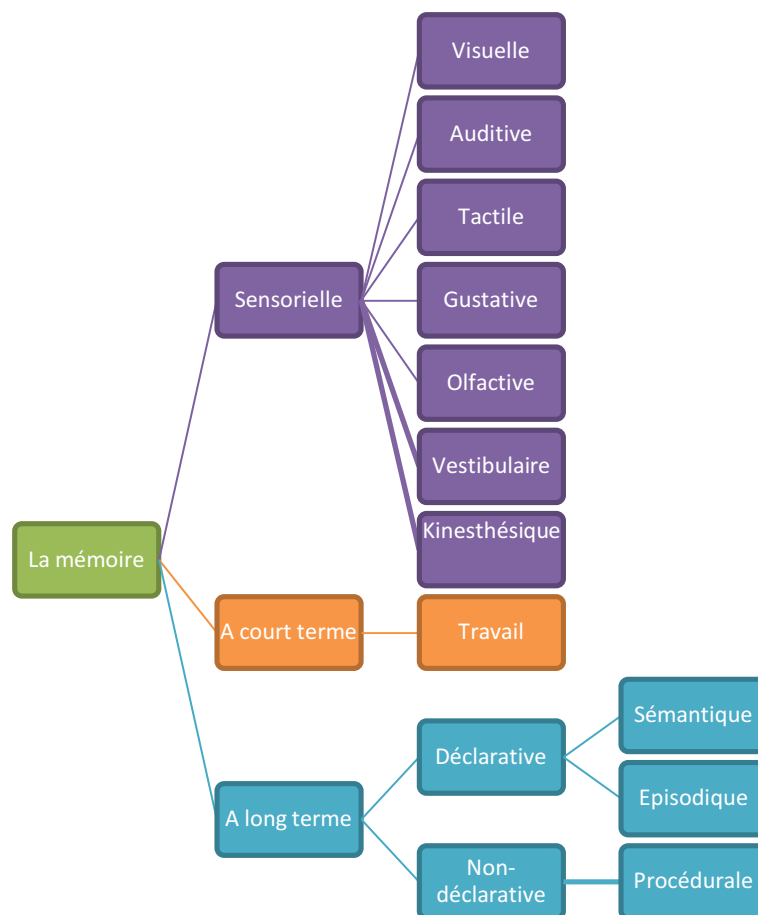 Visuelle
Auditive
Tactile
Sensorielle
Gustative
Olfactive
Vestibulaire
Kinesthésique
La mémoire
A court terme
Travail
Sémantique
Déclarative
Episodique
A long terme
Non-
déclarative
Procédurale